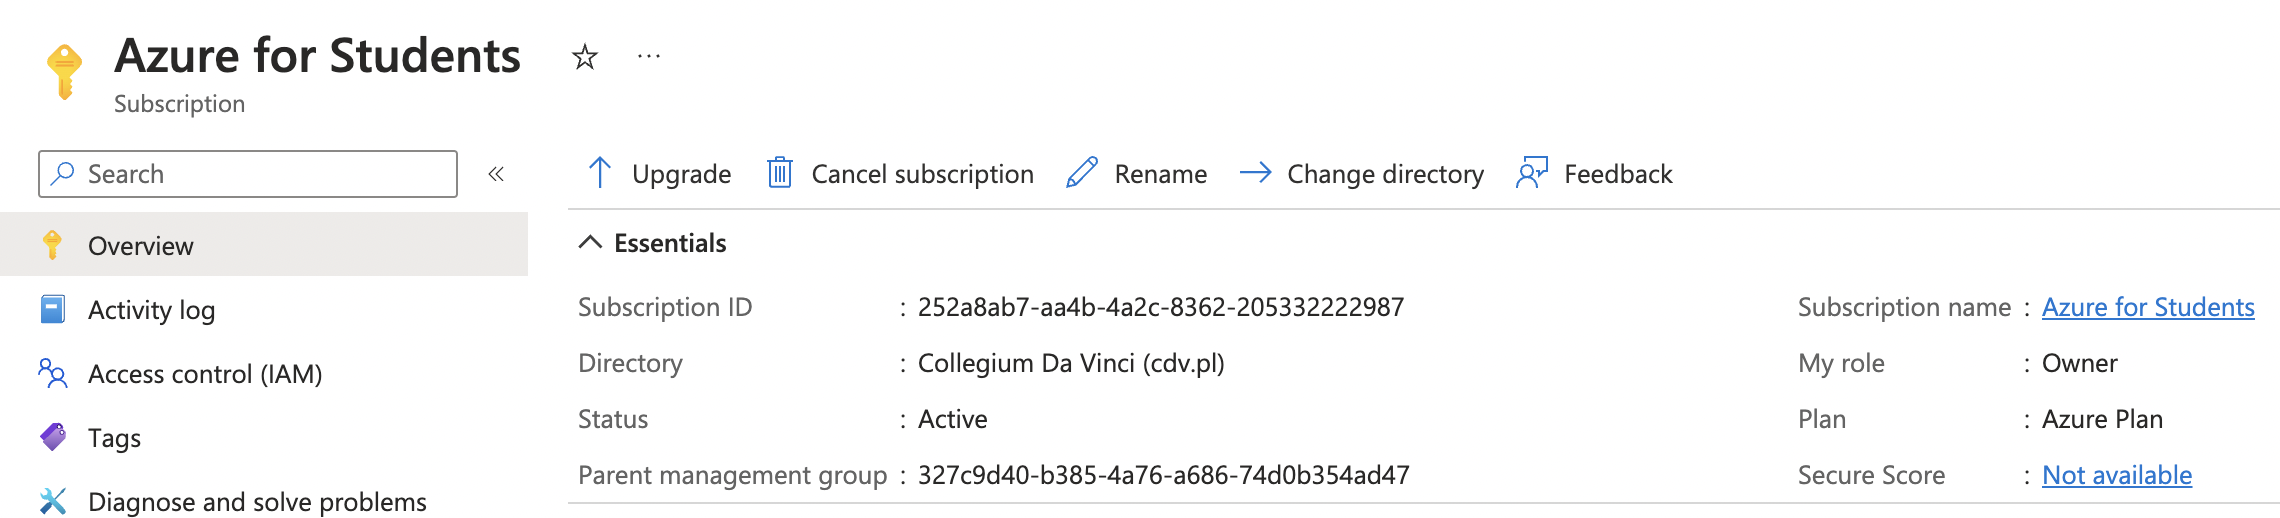 Azure for Students
Subscription
Search
Overview
Activity log
Access control (IAM)
Tags
Diagnose and solve problems
Upgrade Cancel subscription Rename Change directory Feedback
Essentials
Subscription ID : 252a8ab7-aa4b-4a2c-8362-205332222987
Directory : Collegium Da Vinci (cdv.pl)
Status : Active
Parent management group : 327c9d40-b385-4a76-a686-74d0b354ad47
Subscription name : Azure for Students
My role : Owner
Plan : Azure Plan
Secure Score : Not available